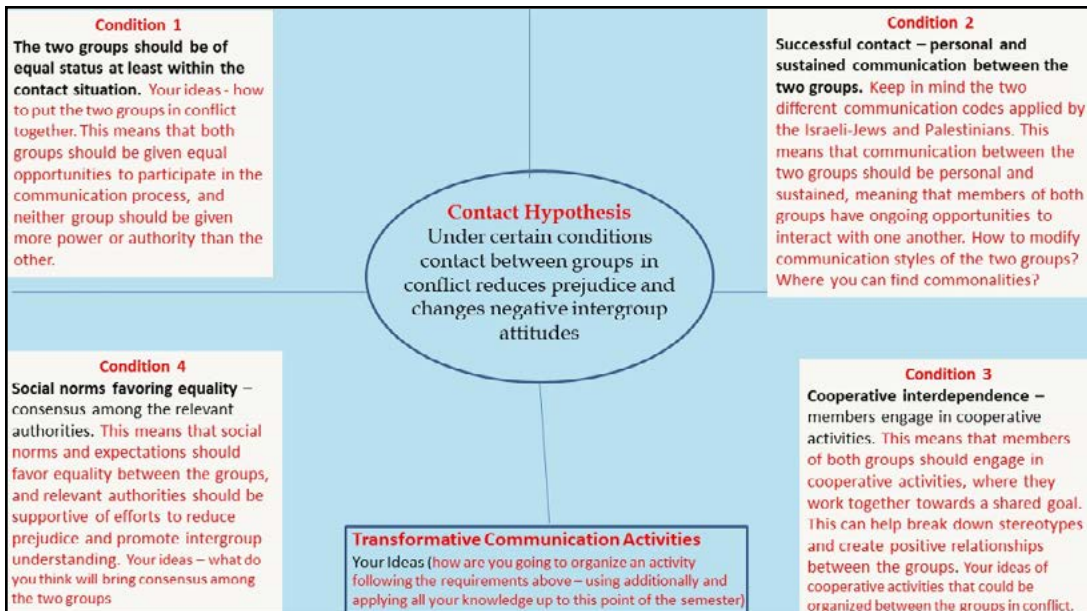 Condition 1
The two groups should be of
equal status at least within the
contact situation. Your ideas - how
to put the two groups in conflict
together. This means that both
groups should be given equal
opportunities to participate in the
communication process, and
neither group should be given
more power or authority than the
other.
Condition 2
Successful contact – personal and
sustained communication between the
two groups. Keep in mind the two
different communication codes applied by
the Israeli-Jews and Palestinians. This
means that communication between the
two groups should be personal and
sustained, meaning that members of both
groups have ongoing opportunities to
interact with one another. How to modify
communication styles of the two groups?
Where you can find commonalities?
Contact Hypothesis
Under certain conditions
contact between groups in
conflict reduces prejudice and
changes negative intergroup
attitudes
Condition 4
Social norms favoring equality –
consensus among the relevant
authorities. This means that social
norms and expectations should
favor equality between the groups,
and relevant authorities should be
supportive of efforts to reduce
prejudice and promote intergroup
understanding. Your ideas – what do
you think will bring consensus among
the two groups
Condition 3
Cooperative interdependence –
members engage in cooperative
activities. This means that members
of both groups should engage in
cooperative activities, where they
work together towards a shared goal.
This can help break down stereotypes
and create positive relationships
between the groups. Your ideas of
cooperative activities that could be
organized between the groups in conflict
Transformative Communication Activities
Your Ideas (how are you going to organize an activity
following the requirements above – using additionally and
applying all your knowledge up to this point of the semester)